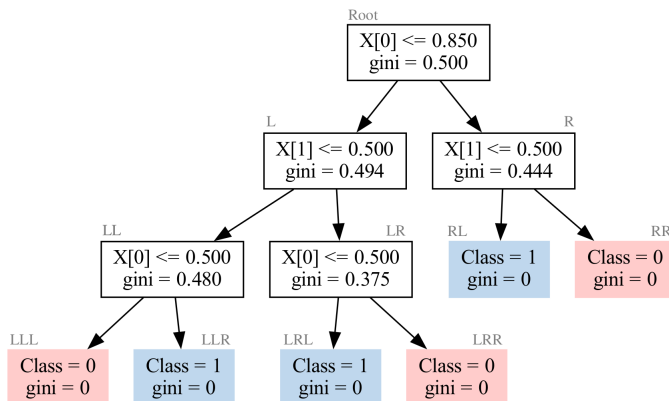 Root
X[0] <= 0.850
gini = 0.500
L
X[1] <= 0.500
gini = 0.494
R
X[1] <= 0.500
gini = 0.444
LL
X[0] <= 0.500
gini = 0.480
LR
X[0] <= 0.500
gini = 0.375
RL
Class = 1
gini = 0
RR
Class = 0
gini = 0
LLL
Class = 0
gini = 0
LLR
Class = 1
gini = 0
LRL
Class = 1
gini = 0
LRR
Class = 0
gini = 0